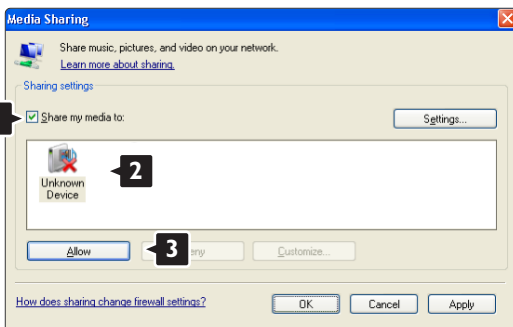 Media Sharing
Share music, pictures, and video on your network.
Learn more about sharing.
Sharing settings
Share my media to:
Settings...
2
Unknown
Device
Allow
3
eny
Customize...
How does sharing change firewall settings?
OK
Cancel
Apply